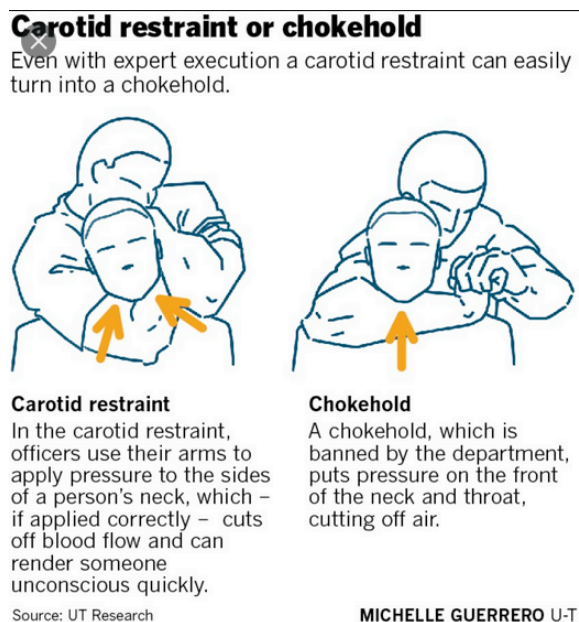 Carotid restraint or chokehold
Even with expert execution a carotid restraint can easily
turn into a chokehold.
Carotid restraint
In the carotid restraint,
officers use their arms to
apply pressure to the sides
of a person's neck, which –
if applied correctly – cuts
off blood flow and can
render someone
unconscious quickly.
Chokehold
A chokehold, which is
banned by the department,
puts pressure on the front
of the neck and throat,
cutting off air.
Source: UT Research
MICHELLE GUERRERO U-T